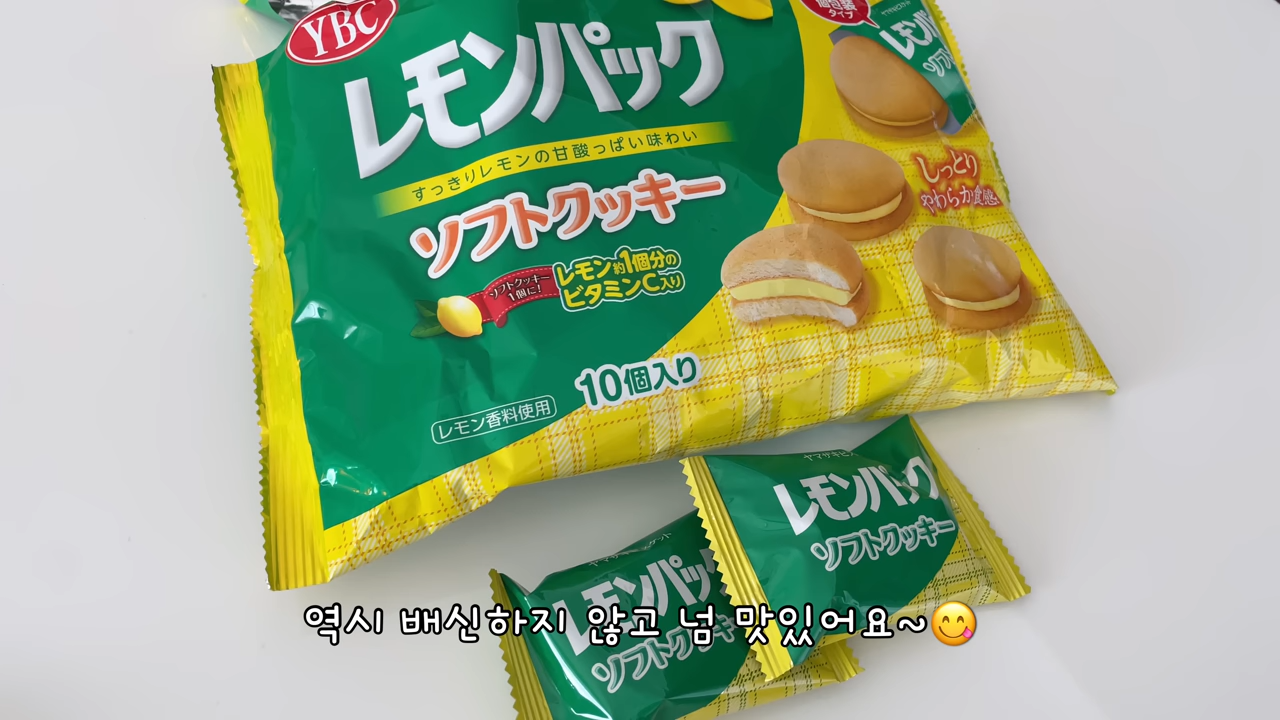 YBC
レモンパック
すっきりレモンの甘酸っぱい味わい
ソフトクッキー
ソフトクッキー
1個に!
レモン約1個分の
ビタミンC入り
10個入り
レモン香料使用
個包装
タイプ
しっとり
やわらか食感
レモンパック
ソフトクッキー
レモンパック
ソフトクッキー
역시 배신하지 않고 넘 맛있어요~😋